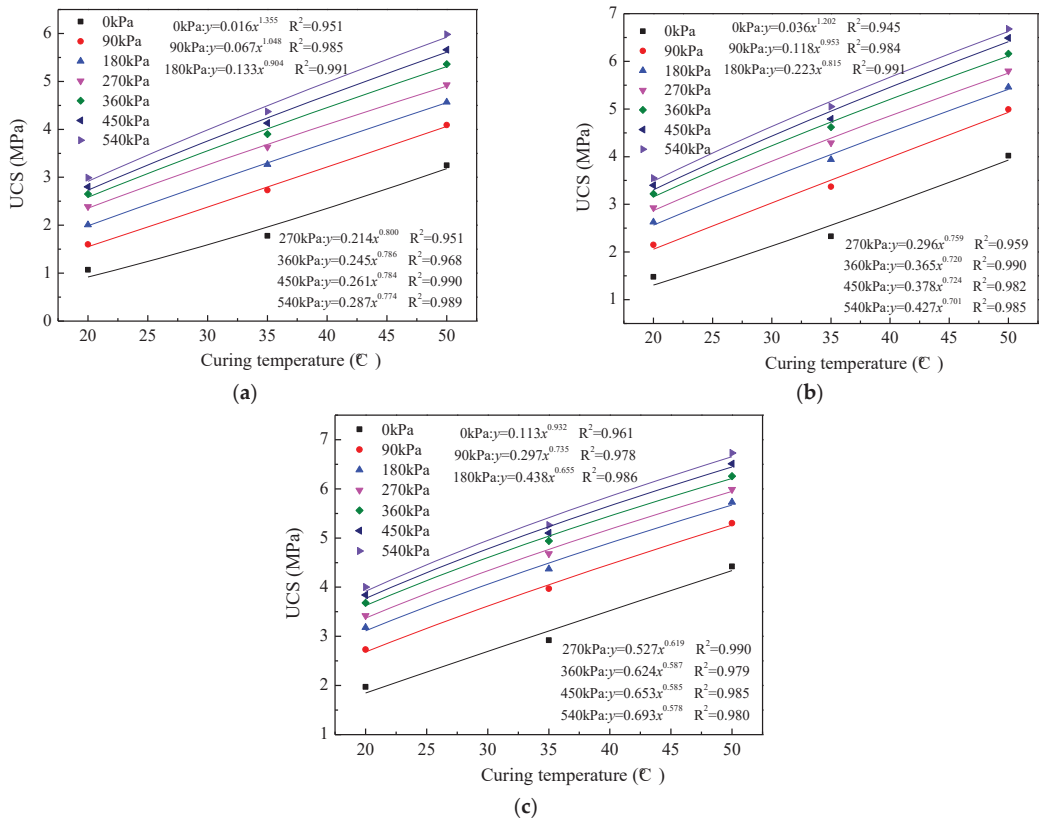 0kPa
90kPa
180kPa
270kPa
360kPa
450kPa
540kPa
0kPa:y=0.016x^1.355 R^2=0.951
90kPa:y=0.067x^1.048 R^2=0.985
180kPa:y=0.133x^0.904 R^2=0.991
270kPa:y=0.214x^0.800 R^2=0.951
360kPa:y=0.245x^0.786 R^2=0.968
450kPa:y=0.261x^0.784 R^2=0.990
540kPa:y=0.287x^0.774 R^2=0.989
UCS (MPa)
6
5
4
3
2
1
0
20 25 30 35 40 45 50
Curing temperature (℃)
(a)
0kPa
90kPa
180kPa
270kPa
360kPa
450kPa
540kPa
0kPa:y=0.036x^1.202 R^2=0.945
90kPa:y=0.118x^0.953 R^2=0.984
180kPa:y=0.223x^0.815 R^2=0.991
270kPa:y=0.296x^0.759 R^2=0.959
360kPa:y=0.365x^0.720 R^2=0.990
450kPa:y=0.378x^0.724 R^2=0.982
540kPa:y=0.427x^0.701 R^2=0.985
UCS (MPa)
7
6
5
4
3
2
1
20 25 30 35 40 45 50
Curing temperature (℃)
(b)
0kPa
90kPa
180kPa
270kPa
360kPa
450kPa
540kPa
0kPa:y=0.113x^0.932 R^2=0.961
90kPa:y=0.297x^0.735 R^2=0.978
180kPa:y=0.438x^0.655 R^2=0.986
270kPa:y=0.527x^0.619 R^2=0.990
360kPa:y=0.624x^0.587 R^2=0.979
450kPa:y=0.653x^0.585 R^2=0.985
540kPa:y=0.693x^0.578 R^2=0.980
UCS (MPa)
7
6
5
4
3
2
1
20 25 30 35 40 45 50
Curing temperature (℃)
(c)